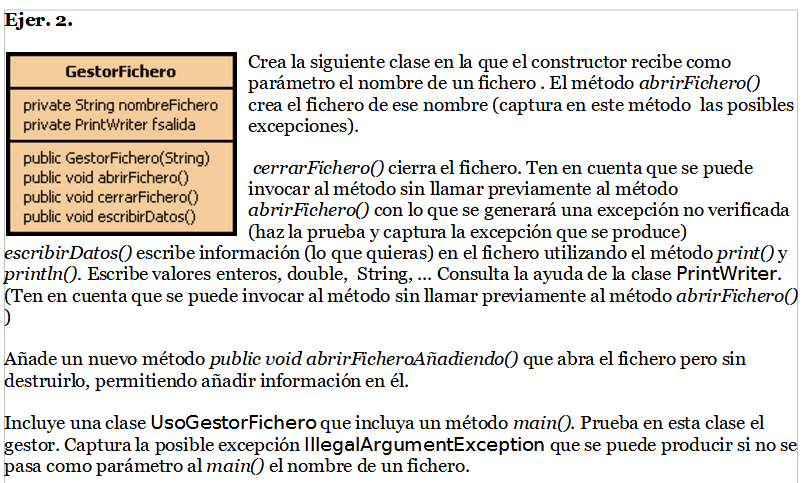 Ejer. 2.
GestorFichero
private String nombreFichero
private PrintWriter fsalida
public GestorFichero(String)
public void abrirFichero()
public void cerrarFichero()
public void escribirDatos()
Crea la siguiente clase en la que el constructor recibe como
parámetro el nombre de un fichero . El método abrirFichero()
crea el fichero de ese nombre (captura en este método las posibles
excepciones).
cerrarFichero() cierra el fichero. Ten en cuenta que se puede
invocar al método sin llamar previamente al método
abrirFichero() con lo que se generará una excepción no verificada
(haz la prueba y captura la excepción que se produce)
escribirDatos() escribe información (lo que quieras) en el fichero utilizando el método print() y
println(). Escribe valores enteros, double, String, ... Consulta la ayuda de la clase PrintWriter.
(Ten en cuenta que se puede invocar al método sin llamar previamente al método abrirFichero()
)
Añade un nuevo método public void abrirFicheroAñadiendo() que abra el fichero pero sin
destruirlo, permitiendo añadir información en él.
Incluye una clase UsoGestorFichero que incluya un método main(). Prueba en esta clase el
gestor. Captura la posible excepción IllegalArgumentException que se puede producir si no se
pasa como parámetro al main() el nombre de un fichero.